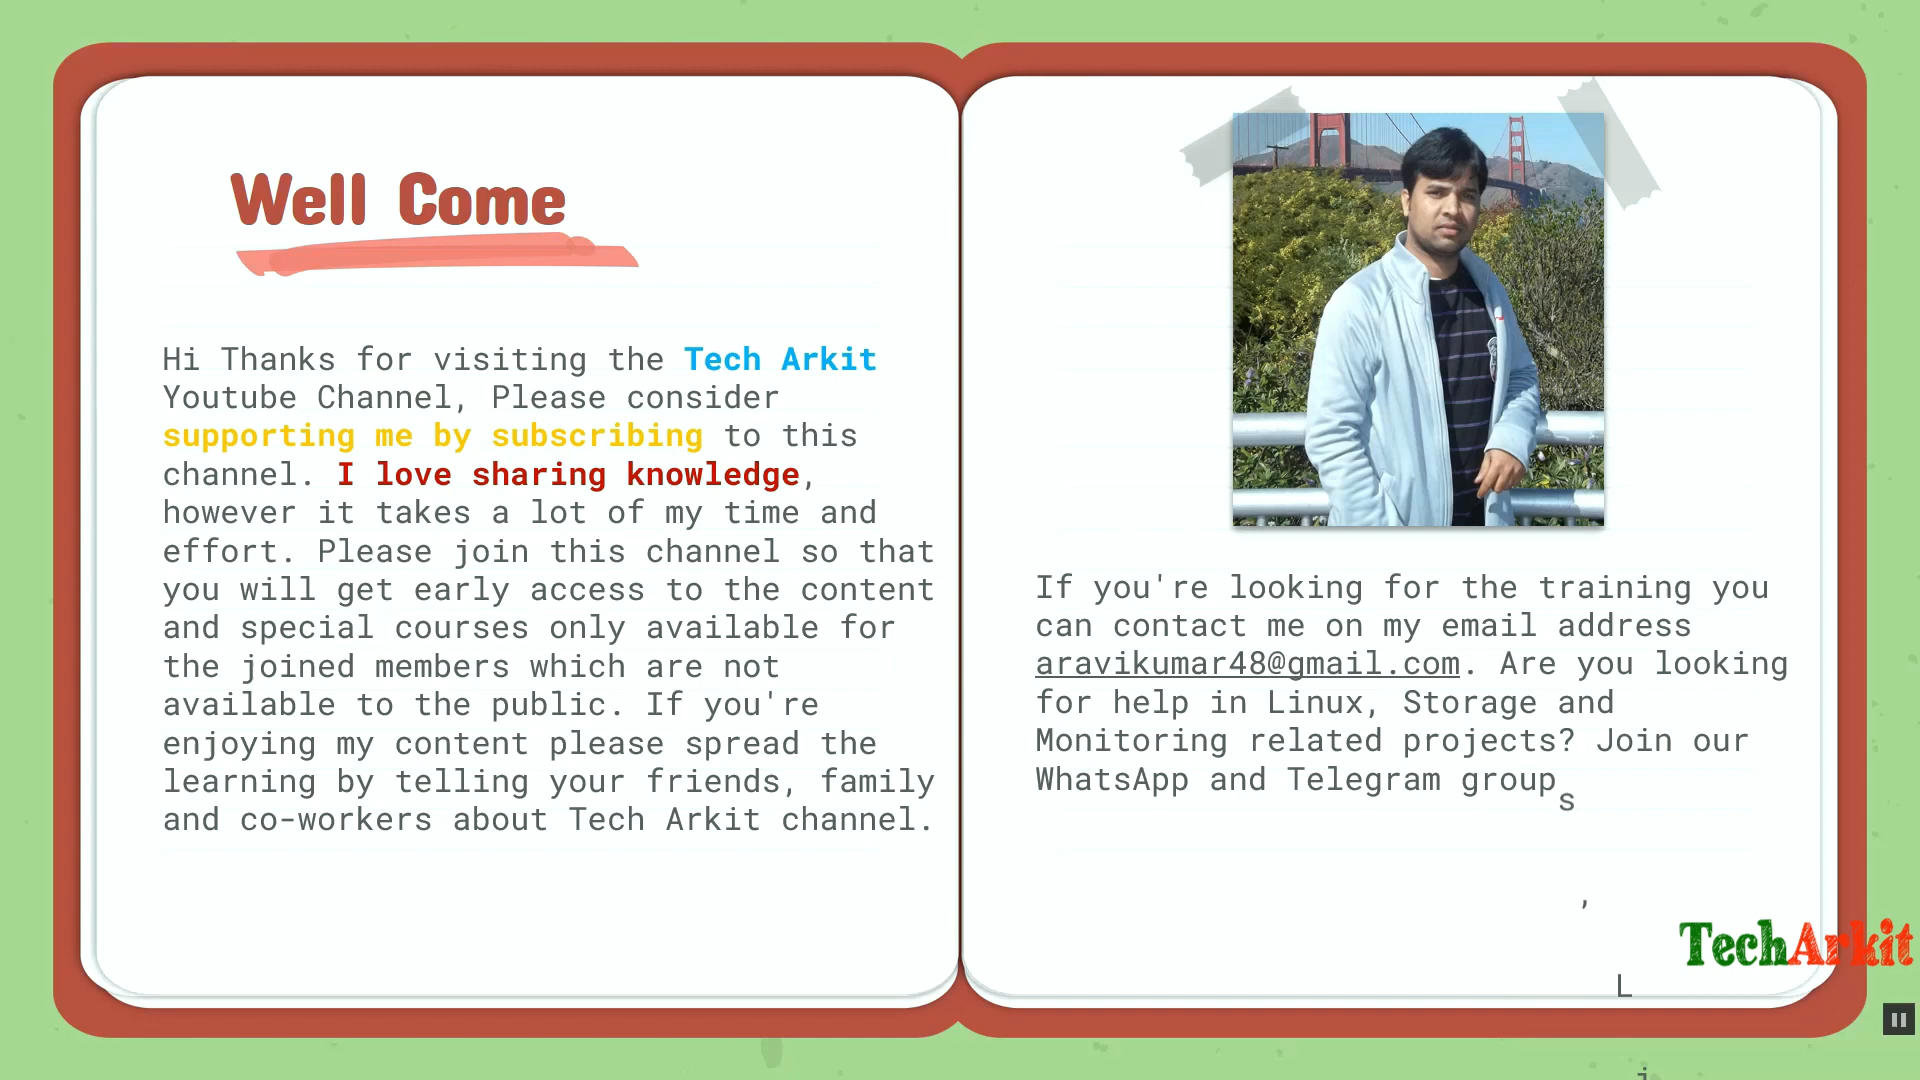 Well Come
Hi Thanks for visiting the Tech Arkit
Youtube Channel, Please consider
supporting me by subscribing to this
channel. I love sharing knowledge,
however it takes a lot of my time and
effort. Please join this channel so that
you will get early access to the content
and special courses only available for
the joined members which are not
available to the public. If you're
enjoying my content please spread the
learning by telling your friends, family
and co-workers about Tech Arkit channel.
If you're looking for the training you
can contact me on my email address
aravikumar48@gmail.com. Are you looking
for help in Linux, Storage and
Monitoring related projects? Join our
WhatsApp and Telegram groups
,
L
i
TechArkit